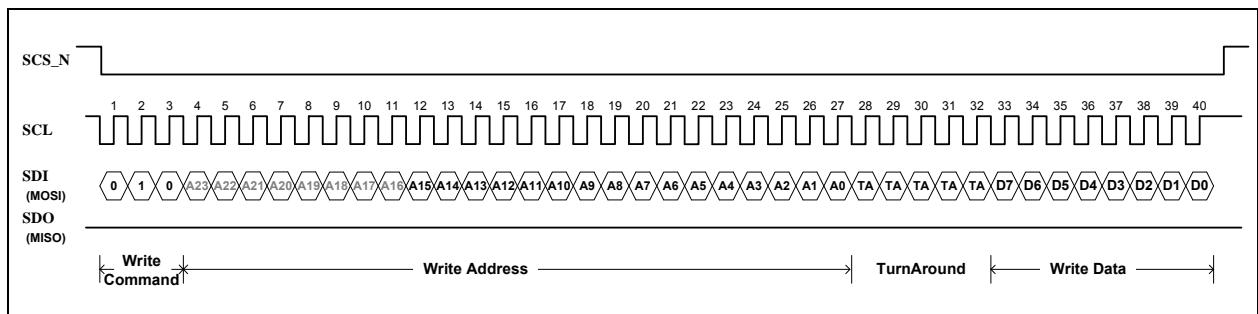 SCS_N
1 2 3 4 5 6 7 8 9 10 11 12 13 14 15 16 17 18 19 20 21 22 23 24 25 26 27 28 29 30 31 32 33 34 35 36 37 38 39 40
SCL
SDI
(MOSI)
0 1 0 A23 A22 A21 A20 A19 A18 A17 A16 A15 A14 A13 A12 A11 A10 A9 A8 A7 A6 A5 A4 A3 A2 A1 A0 TA TA TA TA TA D7 D6 D5 D4 D3 D2 D1 D0
SDO
(MISO)
Write
Command
Write Address
TurnAround
Write Data